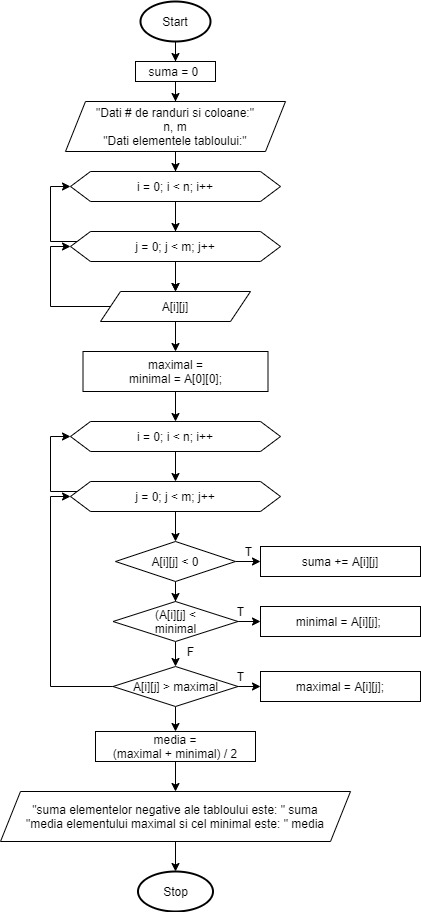 Start
suma = 0
"Dati # de randuri si coloane:"
n, m
"Dati elementele tabloului:"
i = 0; i < n; i++
j = 0; j < m; j++
A[i][j]
maximal =
minimal = A[0][0];
i = 0; i < n; i++
j = 0; j < m; j++
A[i][j] < 0
T
suma += A[i][j]
(A[i][j] <
minimal
T
minimal = A[i][j];
F
A[i][j] > maximal
T
maximal = A[i][j];
media =
(maximal + minimal) / 2
"suma elementelor negative ale tabloului este: " suma
"media elementului maximal si cel minimal este: " media
Stop